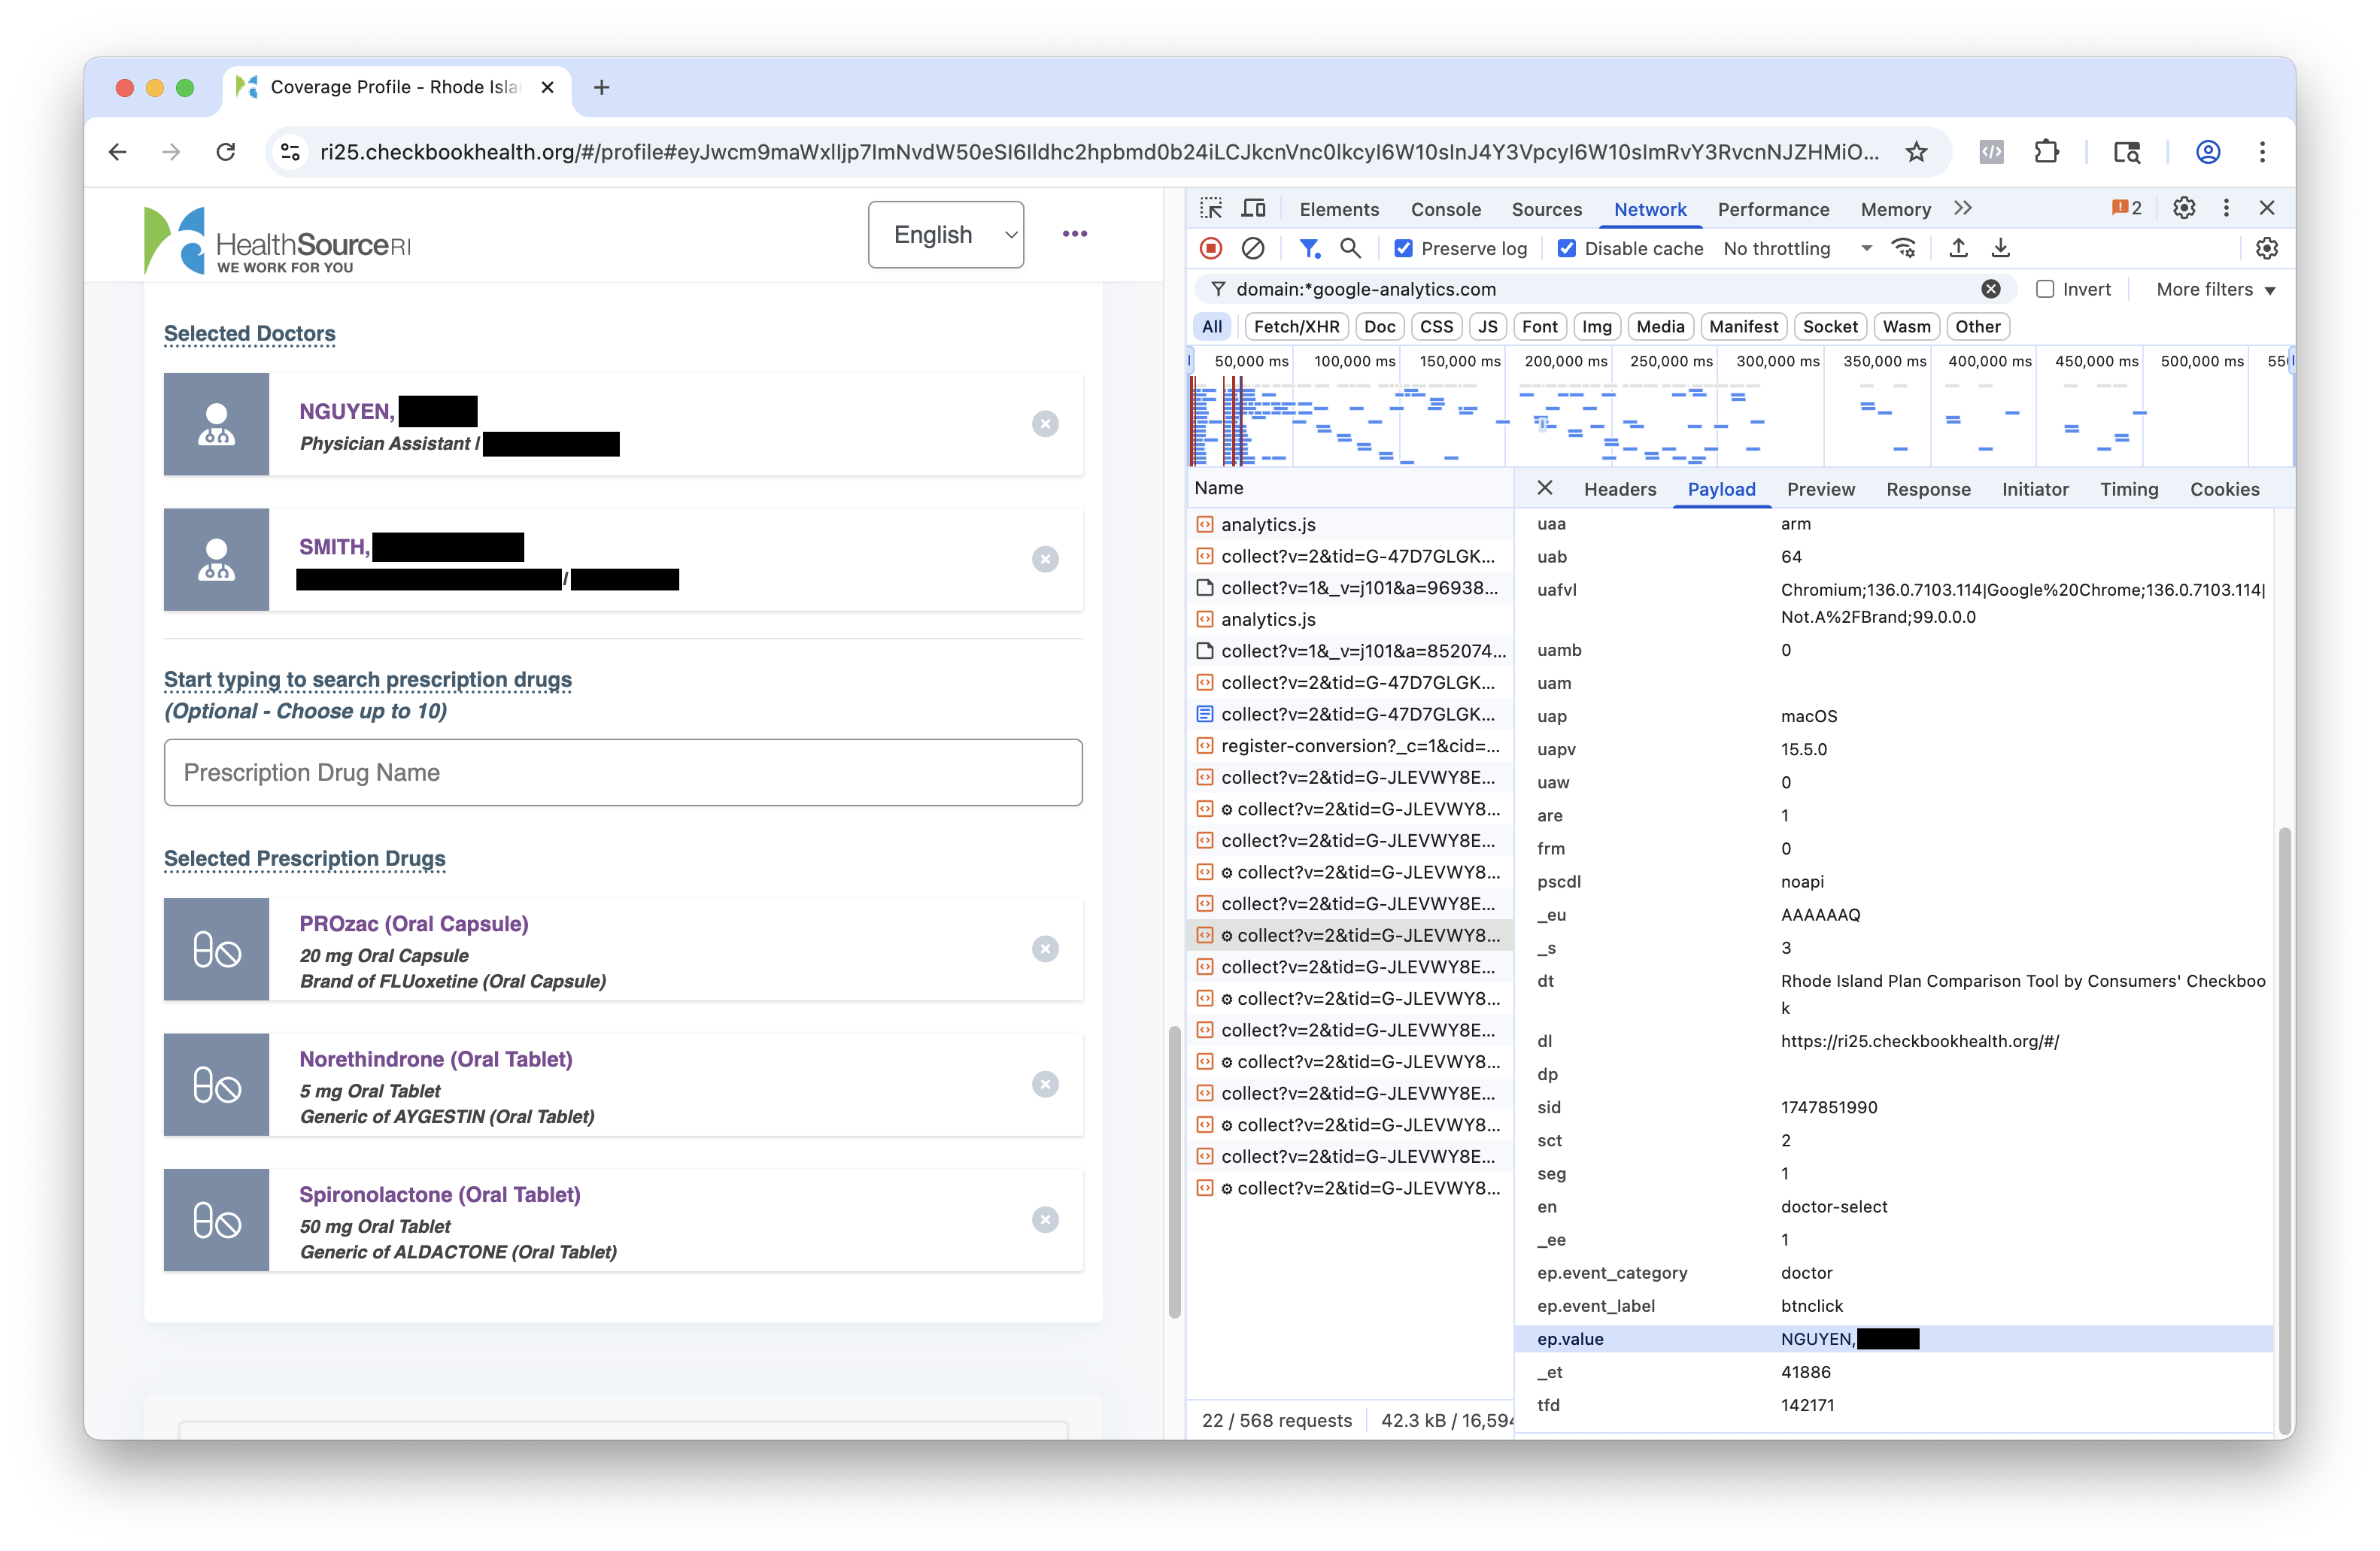 Coverage Profile - Rhode Isla
ri25.checkbookhealth.org/#/profile#eyJwcm9maWxlIjp7ImNvdW50eSI6Ildhc2hpbmd0b24iLCJkcnVnc0lkcyI6W10sInJ4Y3VpcyI6W10sImRvY3RvcnNJZHMiO...
HealthSourceRI
WE WORK FOR YOU
English
Selected Doctors
NGUYEN,
Physician Assistant /
SMITH,
/
Start typing to search prescription drugs
(Optional - Choose up to 10)
Prescription Drug Name
Selected Prescription Drugs
PROzac (Oral Capsule)
20 mg Oral Capsule
Brand of FLUoxetine (Oral Capsule)
Norethindrone (Oral Tablet)
5 mg Oral Tablet
Generic of AYGESTIN (Oral Tablet)
Spironolactone (Oral Tablet)
50 mg Oral Tablet
Generic of ALDACTONE (Oral Tablet)
Elements Console Sources Network Performance Memory 2
Preserve log Disable cache No throttling
domain:*google-analytics.com Invert More filters
All Fetch/XHR Doc CSS JS Font Img Media Manifest Socket Wasm Other
50,000 ms 100,000 ms 150,000 ms 200,000 ms 250,000 ms 300,000 ms 350,000 ms 400,000 ms 450,000 ms 500,000 ms 550
Name
analytics.js
collect?v=2&tid=G-47D7GLGK...
collect?v=1&_v=j101&a=96938...
analytics.js
collect?v=1&_v=j101&a=852074...
collect?v=2&tid=G-47D7GLGK...
collect?v=2&tid=G-47D7GLGK...
register-conversion?_c=1&cid=...
collect?v=2&tid=G-JLEVWY8E...
collect?v=2&tid=G-JLEVWY8...
collect?v=2&tid=G-JLEVWY8E...
collect?v=2&tid=G-JLEVWY8...
collect?v=2&tid=G-JLEVWY8E...
collect?v=2&tid=G-JLEVWY8...
collect?v=2&tid=G-JLEVWY8E...
collect?v=2&tid=G-JLEVWY8...
collect?v=2&tid=G-JLEVWY8E...
collect?v=2&tid=G-JLEVWY8...
collect?v=2&tid=G-JLEVWY8E...
collect?v=2&tid=G-JLEVWY8...
collect?v=2&tid=G-JLEVWY8E...
collect?v=2&tid=G-JLEVWY8...
22 / 568 requests 42.3 kB / 16,594
Headers Payload Preview Response Initiator Timing Cookies
uaa arm
uab 64
uafvl Chromium;136.0.7103.114|Google%20Chrome;136.0.7103.114|
Not.A%2FBrand;99.0.0.0
uamb 0
uam
uap macOS
uapv 15.5.0
uaw 0
are 1
frm 0
pscdl noapi
_eu AAAAAAQ
_s 3
dt Rhode Island Plan Comparison Tool by Consumers' Checkboo
k
dl https://ri25.checkbookhealth.org/#/
dp
sid 1747851990
sct 2
seg 1
en doctor-select
_ee 1
ep.event_category doctor
ep.event_label btnclick
ep.value NGUYEN,
_et 41886
tfd 142171